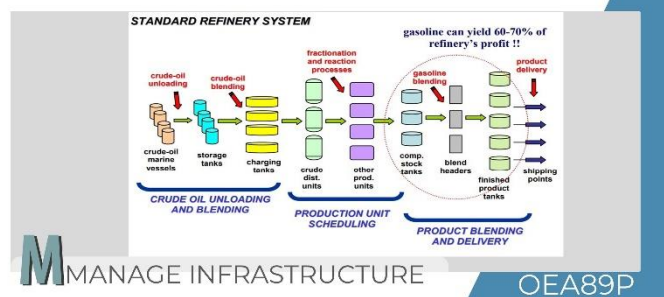 STANDARD REFINERY SYSTEM
gasoline can yield 60-70% of
refinery's profit !!
fractionation and
reaction
processes
product
delivery
crude-oil
unloading
crude-oil
blending
gasoline
blending
crude-oil
marine
vessels
storage
tanks
charging
tanks
crude
dist.
units
other
prod.
units
comp.
stock
tanks
blend
headers
finished
product
tanks
shipping
points
CRUDE OIL UNLOADING
AND BLENDING
PRODUCTION UNIT
SCHEDULING
PRODUCT BLENDING
AND DELIVERY
MMANAGE INFRASTRUCTURE
OEA89P